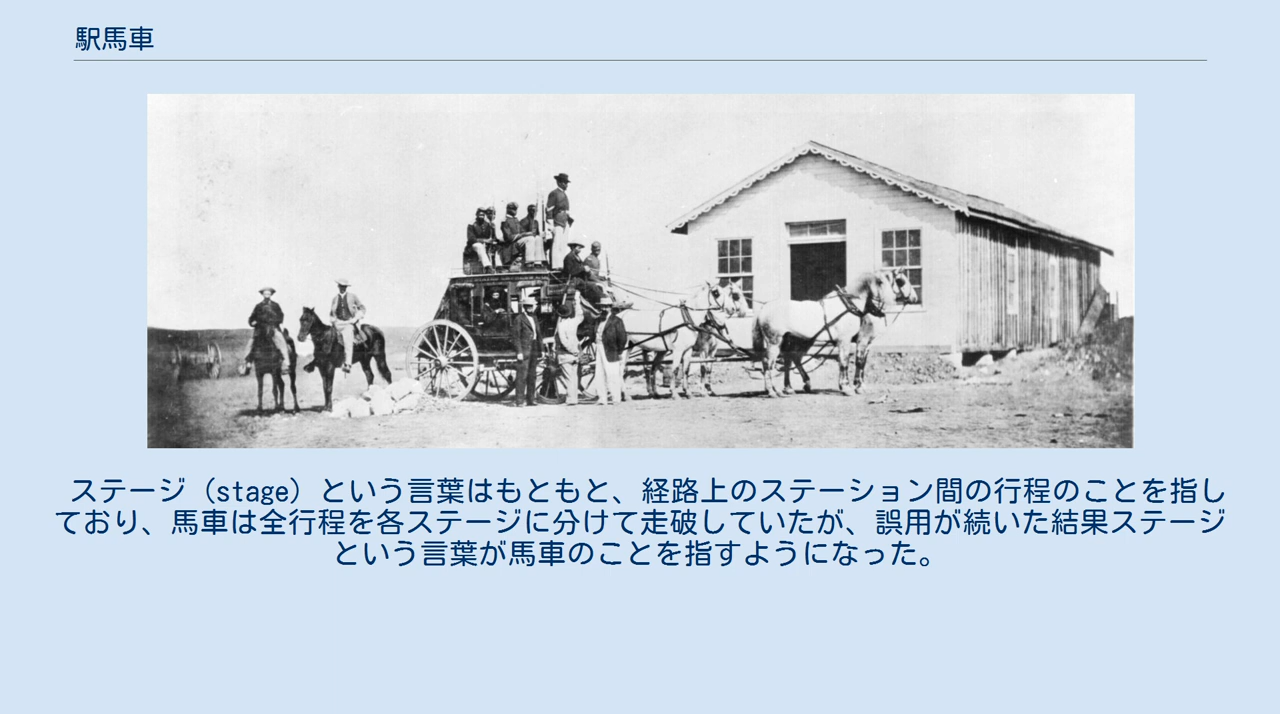 駅馬車
ステージ（stage）という言葉はもともと、経路上のステーション間の行程のことを指し
ており、馬車は全行程を各ステージに分けて走破していたが、誤用が続いた結果ステージ
という言葉が馬車のことを指すようになった。